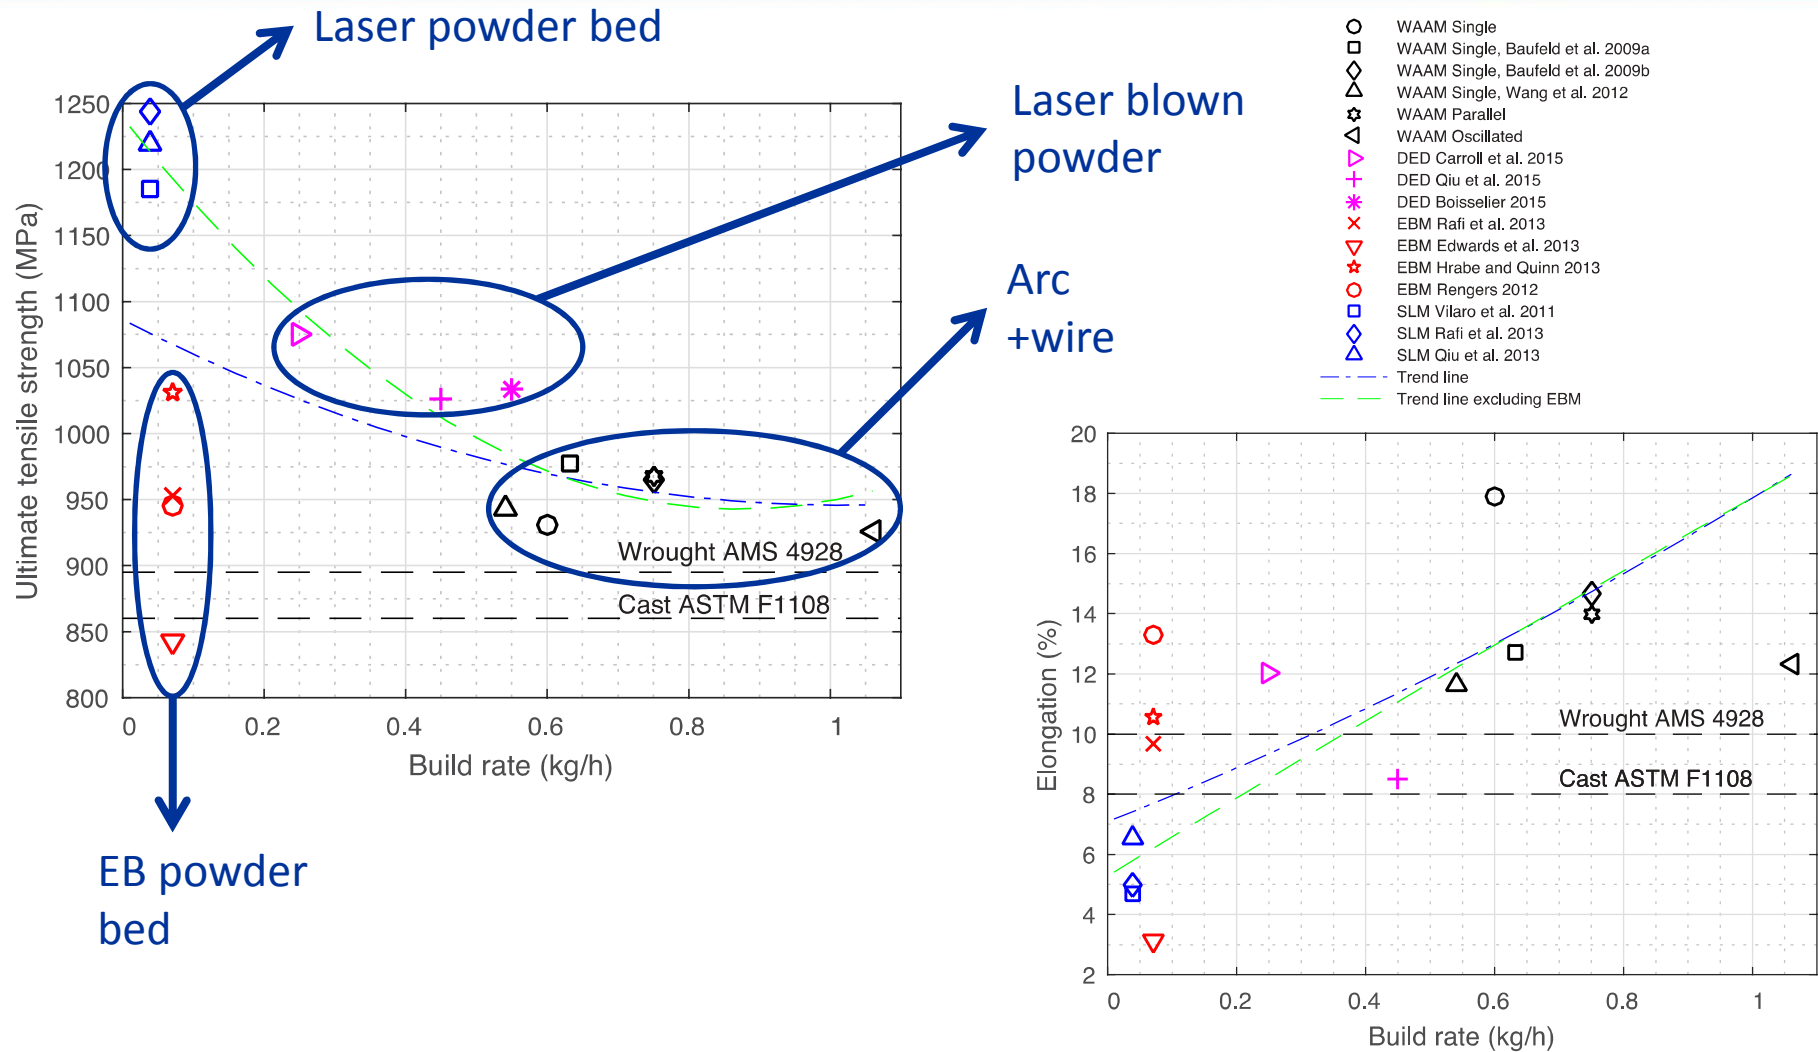 Laser powder bed
Laser blown
powder
Arc
+wire
EB powder
bed
Ultimate tensile strength (MPa)
1250
1200
1150
1100
1050
1000
950
900
850
800
Wrought AMS 4928
Cast ASTM F1108
0 0.2 0.4 0.6 0.8 1
Build rate (kg/h)
WAAM Single
WAAM Single, Baufeld et al. 2009a
WAAM Single, Baufeld et al. 2009b
WAAM Single, Wang et al. 2012
WAAM Parallel
WAAM Oscillated
DED Carroll et al. 2015
DED Qiu et al. 2015
DED Boisselier 2015
EBM Rafi et al. 2013
EBM Edwards et al. 2013
EBM Hrabe and Quinn 2013
EBM Rengers 2012
SLM Vilaro et al. 2011
SLM Rafi et al. 2013
SLM Qiu et al. 2013
Trend line
Trend line excluding EBM
Elongation (%)
20
18
16
14
12
10
8
6
4
2
Wrought AMS 4928
Cast ASTM F1108
0 0.2 0.4 0.6 0.8 1
Build rate (kg/h)